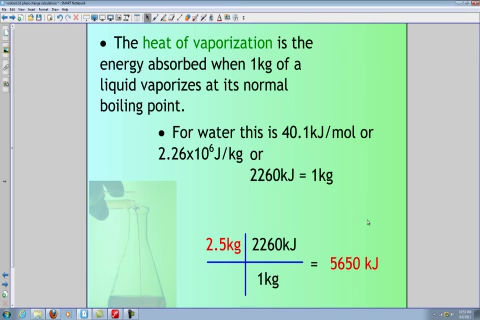 • The heat of vaporization is the
energy absorbed when 1kg of a
liquid vaporizes at its normal
boiling point.
• For water this is 40.1kJ/mol or
2.26x10⁶J/kg or
2260kJ = 1kg
2.5kg 2260kJ
= 5650 kJ
1kg